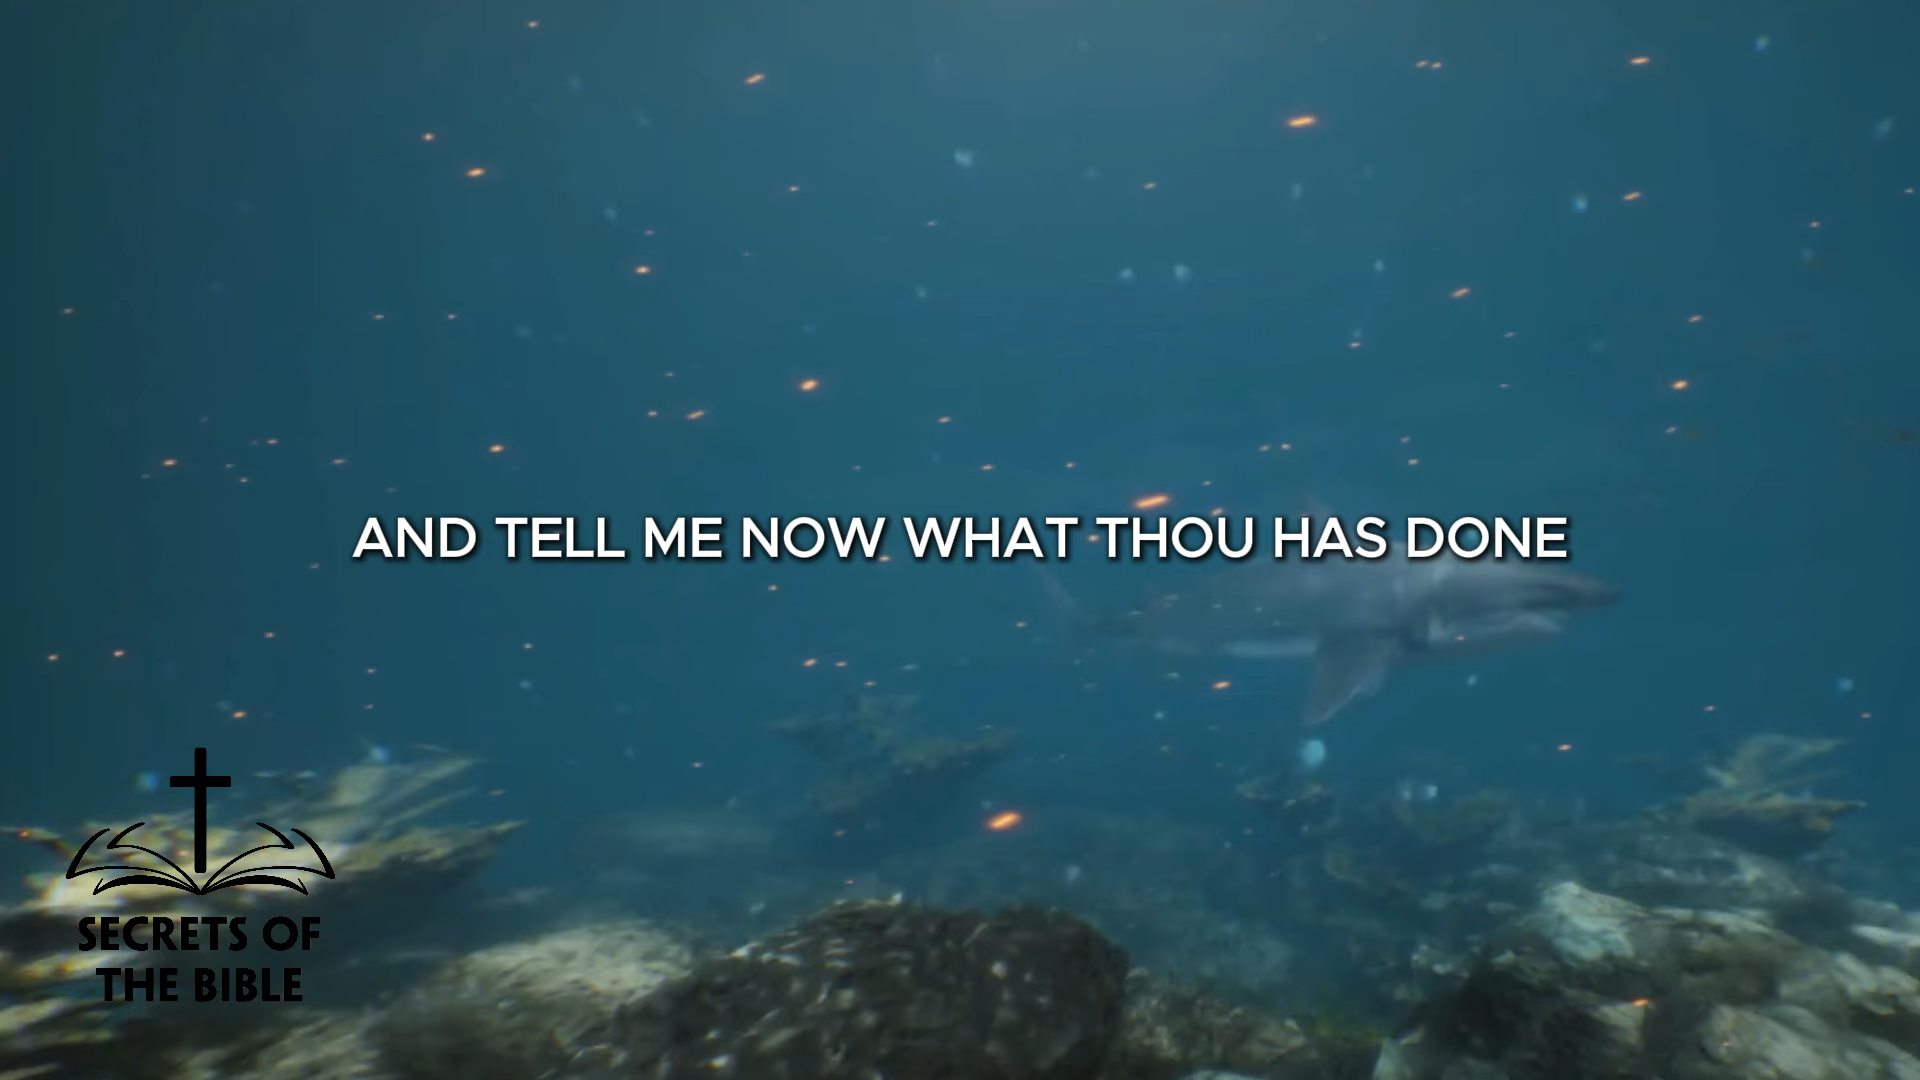 AND TELL ME NOW WHAT THOU HAS DONE
SECRETS OF
THE BIBLE